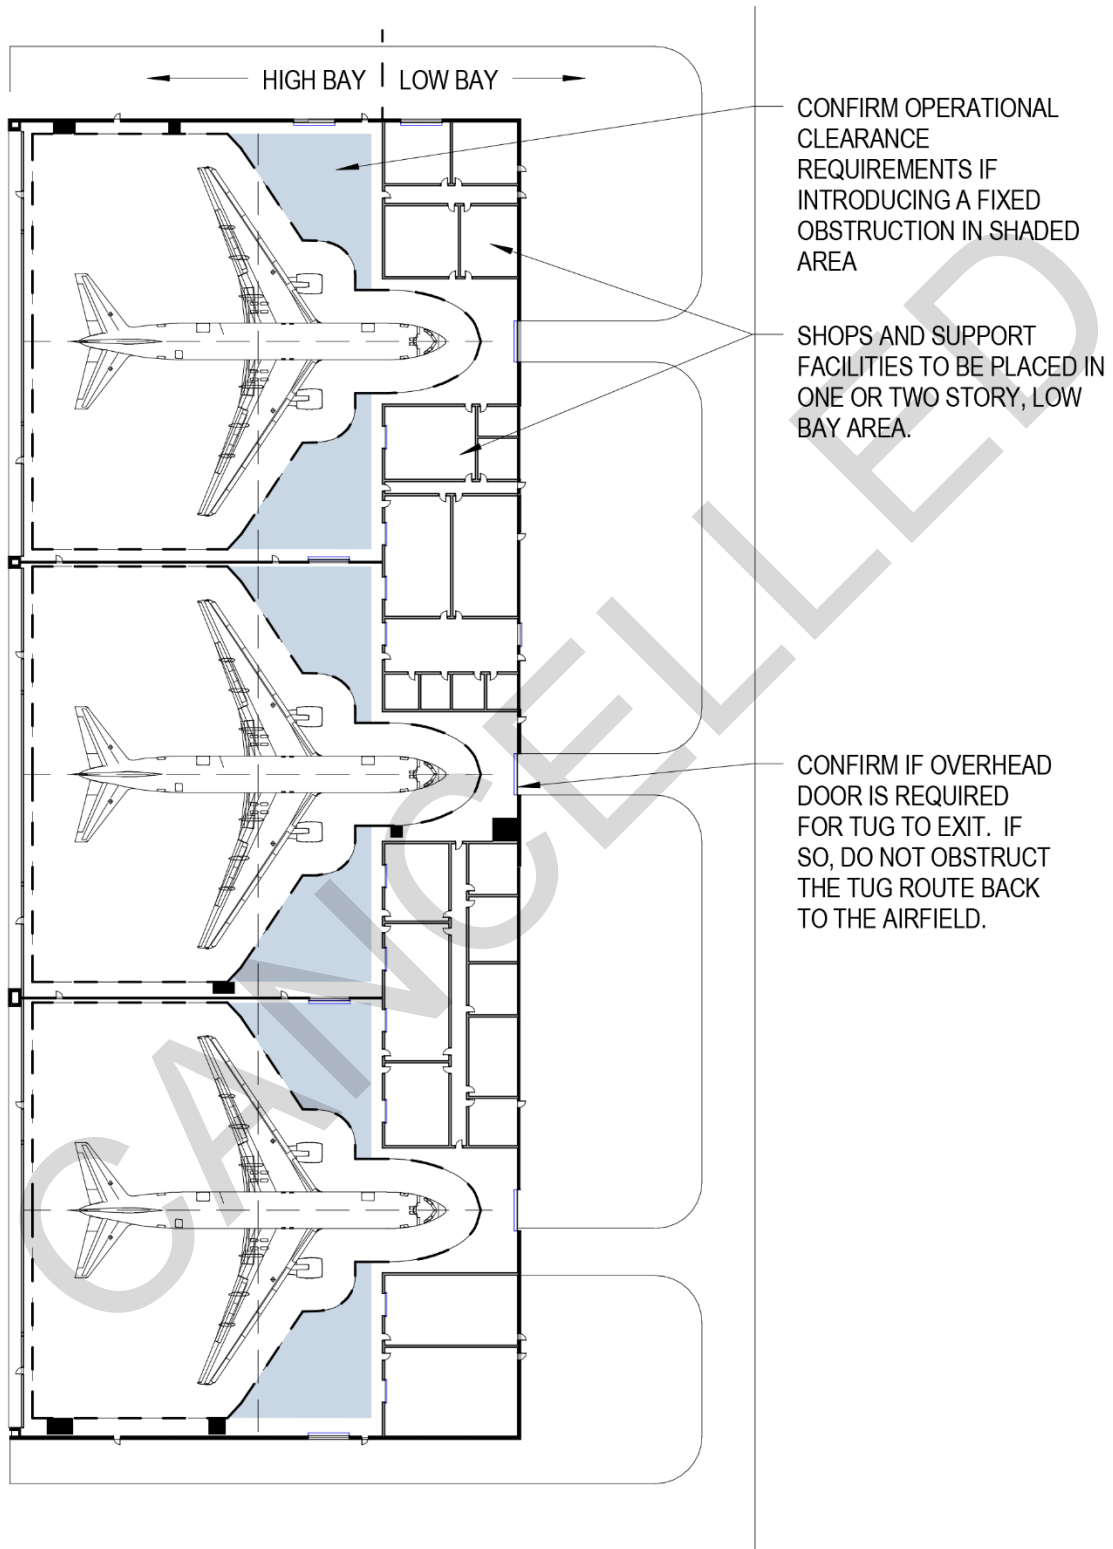 HIGH BAY
LOW BAY
CONFIRM OPERATIONAL
CLEARANCE
REQUIREMENTS IF
INTRODUCING A FIXED
OBSTRUCTION IN SHADED
AREA
SHOPS AND SUPPORT
FACILITIES TO BE PLACED IN
ONE OR TWO STORY, LOW
BAY AREA.
CONFIRM IF OVERHEAD
DOOR IS REQUIRED
FOR TUG TO EXIT. IF
SO, DO NOT OBSTRUCT
THE TUG ROUTE BACK
TO THE AIRFIELD.
CANCELLED